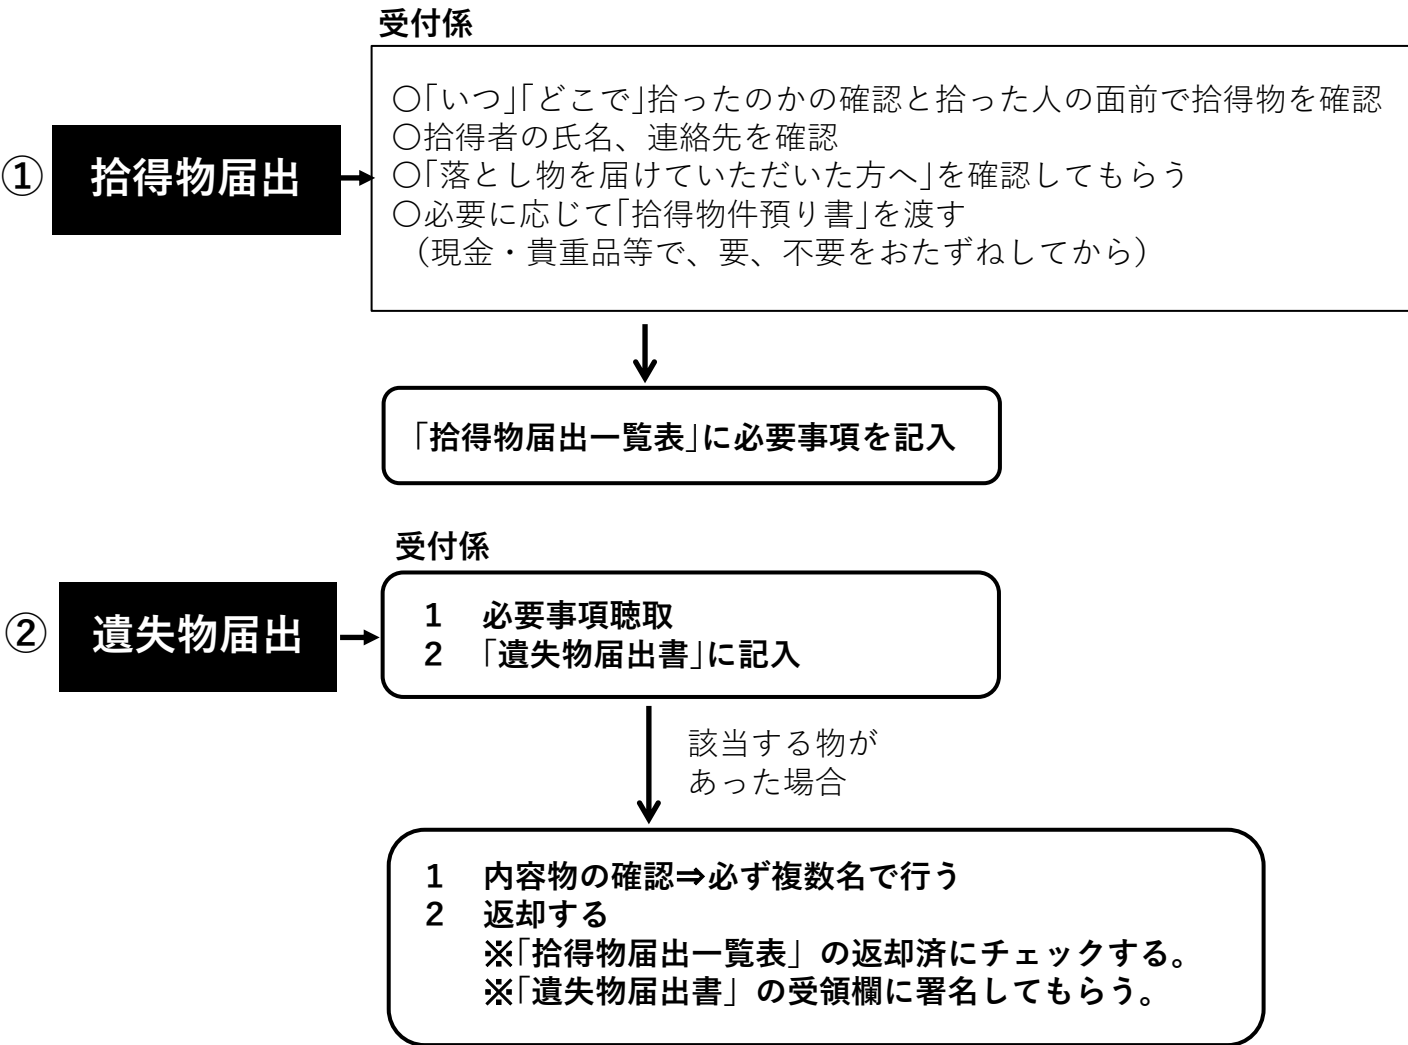 受付係
① 拾得物届出
○｢いつ｣｢どこで｣拾ったのかの確認と拾った人の面前で拾得物を確認
○拾得者の氏名、連絡先を確認
○｢落とし物を届けていただいた方へ｣を確認してもらう
○必要に応じて｢拾得物件預り書｣を渡す
（現金・貴重品等で、要、不要をおたずねしてから）
｢拾得物届出一覧表｣に必要事項を記入
受付係
② 遺失物届出
1 必要事項聴取
2 ｢遺失物届出書｣に記入
該当する物が
あった場合
1 内容物の確認⇒必ず複数名で行う
2 返却する
※｢拾得物届出一覧表」の返却済にチェックする。
※｢遺失物届出書」の受領欄に署名してもらう。